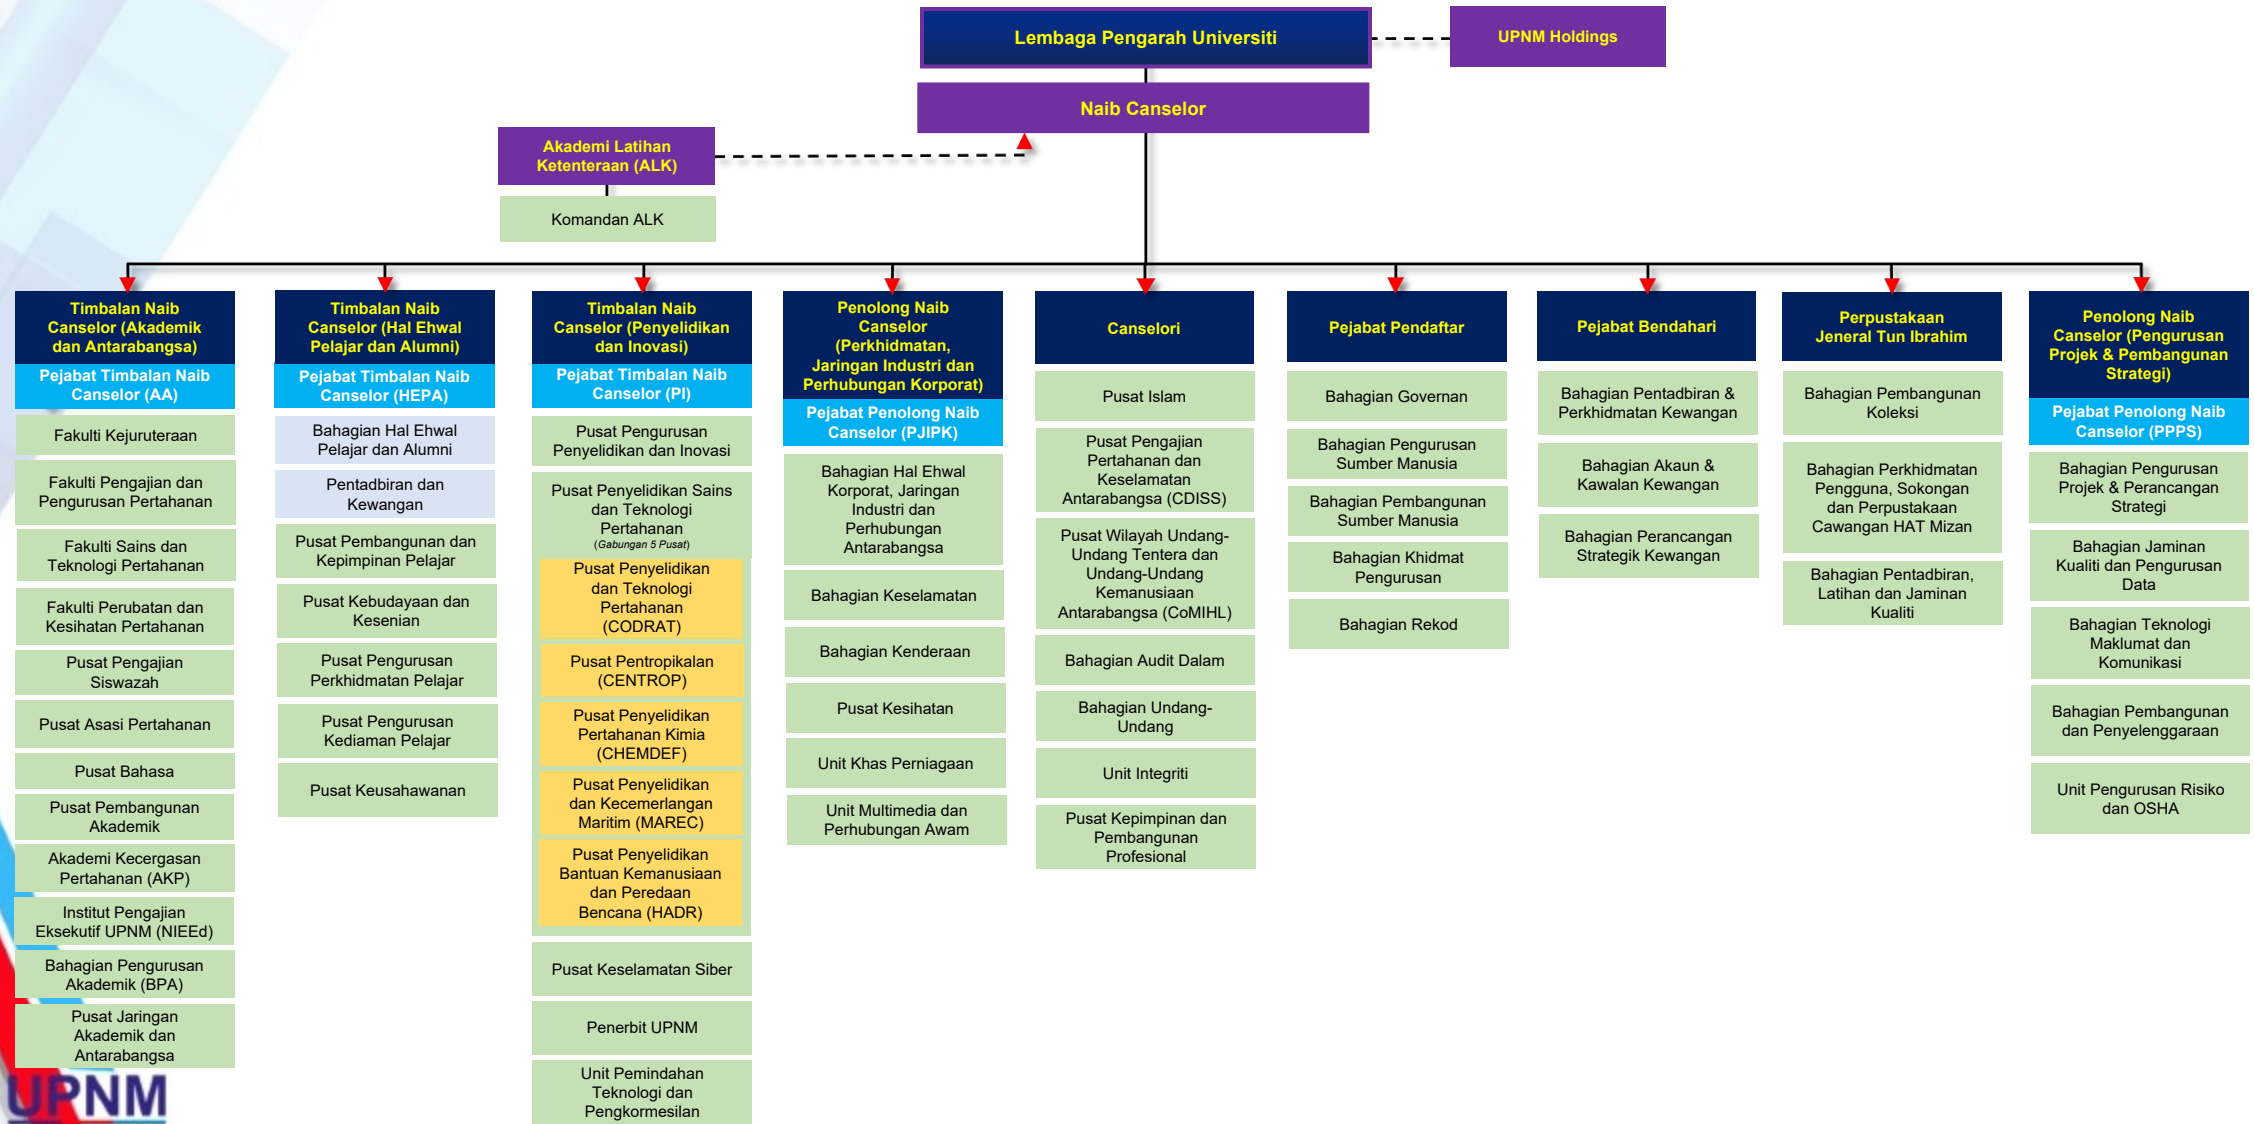 Lembaga Pengarah Universiti
UPNM Holdings
Naib Canselor
Akademi Latihan
Ketenteraan (ALK)
Komandan ALK
Timbalan Naib
Canselor (Akademik
dan Antarabangsa)
Pejabat Timbalan Naib
Canselor (AA)
Fakulti Kejuruteraan
Fakulti Pengajian dan
Pengurusan Pertahanan
Fakulti Sains dan
Teknologi Pertahanan
Fakulti Perubatan dan
Kesihatan Pertahanan
Pusat Pengajian
Siswazah
Pusat Asasi Pertahanan
Pusat Bahasa
Pusat Pembangunan
Akademik
Akademi Kecergasan
Pertahanan (AKP)
Institut Pengajian
Eksekutif UPNM (NIEEd)
Bahagian Pengurusan
Akademik (BPA)
Pusat Jaringan
Akademik dan
Antarabangsa
Timbalan Naib
Canselor (Hal Ehwal
Pelajar dan Alumni)
Pejabat Timbalan Naib
Canselor (HEPA)
Bahagian Hal Ehwal
Pelajar dan Alumni
Pentadbiran dan
Kewangan
Pusat Pembangunan dan
Kepimpinan Pelajar
Pusat Kebudayaan dan
Kesenian
Pusat Pengurusan
Perkhidmatan Pelajar
Pusat Pengurusan
Kediaman Pelajar
Pusat Keusahawanan
Timbalan Naib
Canselor (Penyelidikan
dan Inovasi)
Pejabat Timbalan Naib
Canselor (PI)
Pusat Pengurusan
Penyelidikan dan Inovasi
Pusat Penyelidikan Sains
dan Teknologi
Pertahanan
(Gabungan 5 Pusat)
Pusat Penyelidikan
dan Teknologi
Pertahanan
(CODRAT)
Pusat Pentropikalan
(CENTROP)
Pusat Penyelidikan
Pertahanan Kimia
(CHEMDEF)
Pusat Penyelidikan
dan Kecemerlangan
Maritim (MAREC)
Pusat Penyelidikan
Bantuan Kemanusiaan
dan Peredaan
Bencana (HADR)
Pusat Keselamatan Siber
Penerbit UPNM
Unit Pemindahan
Teknologi dan
Pengkormesilan
Penolong Naib
Canselor
(Perkhidmatan,
Jaringan Industri dan
Perhubungan Korporat)
Pejabat Penolong Naib
Canselor (PJIPK)
Bahagian Hal Ehwal
Korporat, Jaringan
Industri dan
Perhubungan
Antarabangsa
Bahagian Keselamatan
Bahagian Kenderaan
Pusat Kesihatan
Unit Khas Perniagaan
Unit Multimedia dan
Perhubungan Awam
Canselori
Pusat Islam
Pusat Pengajian
Pertahanan dan
Keselamatan
Antarabangsa (CDISS)
Pusat Wilayah Undang-
Undang Tentera dan
Undang-Undang
Kemanusiaan
Antarabangsa (CoMIHL)
Bahagian Audit Dalam
Bahagian Undang-
Undang
Unit Integriti
Pusat Kepimpinan dan
Pembangunan
Profesional
Pejabat Pendaftar
Bahagian Governan
Bahagian Pengurusan
Sumber Manusia
Bahagian Pembangunan
Sumber Manusia
Bahagian Khidmat
Pengurusan
Bahagian Rekod
Pejabat Bendahari
Bahagian Pentadbiran &
Perkhidmatan Kewangan
Bahagian Akaun &
Kawalan Kewangan
Bahagian Perancangan
Strategik Kewangan
Perpustakaan
Jeneral Tun Ibrahim
Bahagian Pembangunan
Koleksi
Bahagian Perkhidmatan
Pengguna, Sokongan
dan Perpustakaan
Cawangan HAT Mizan
Bahagian Pentadbiran,
Latihan dan Jaminan
Kualiti
Penolong Naib
Canselor (Pengurusan
Projek & Pembangunan
Strategi)
Pejabat Penolong Naib
Canselor (PPPS)
Bahagian Pengurusan
Projek & Perancangan
Strategi
Bahagian Jaminan
Kualiti dan Pengurusan
Data
Bahagian Teknologi
Maklumat dan
Komunikasi
Bahagian Pembangunan
dan Penyelenggaraan
Unit Pengurusan Risiko
dan OSHA
UPNM